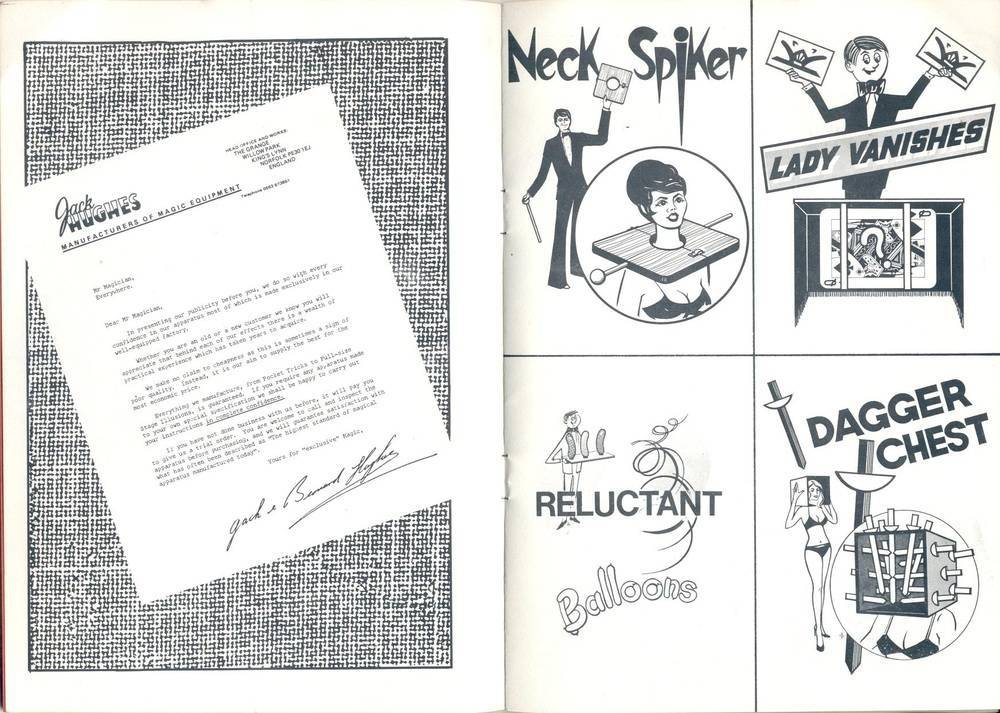 HEAD OFFICE AND WORKS:
THE GRANGE,
WILLOW PARK
KING'S LYNN
NORFOLK PE30 1EJ
ENGLAND
Jack
HUGHES
MANUFACTURERS OF MAGIC EQUIPMENT
Telephone
Mr Magician,
Everywhere.
Dear Mr Magician,
In presenting our publicity before you, we do so with every
confidence in our apparatus most of which is made exclusively in our
well-equipped factory.
Whether you are an old or a new customer we know you will
appreciate that behind each of our effects there is a wealth of
practical experience which has taken years to acquire.
We make no claim to cheapness as this is sometimes a sign of
poor quality. Instead, it is our aim to supply the best for the
most economic price.
Everything we manufacture, from Pocket Tricks to Full-size
Stage Illusions, is guaranteed. If you require any apparatus made
to your own special specification we shall be happy to carry out
your instructions in complete confidence.
If you have not done business with us before, it will pay you
to give us a trial order. You are welcome to call and inspect the
apparatus before purchasing, and we will guarantee satisfaction with
what has often been described as "The highest standard of magical
apparatus manufactured today".
Yours for "exclusive" Magic,
Jack & Bernard Hughes
Neck Spiker
LADY VANISHES
?
RELUCTANT
Balloons
DAGGER
CHEST